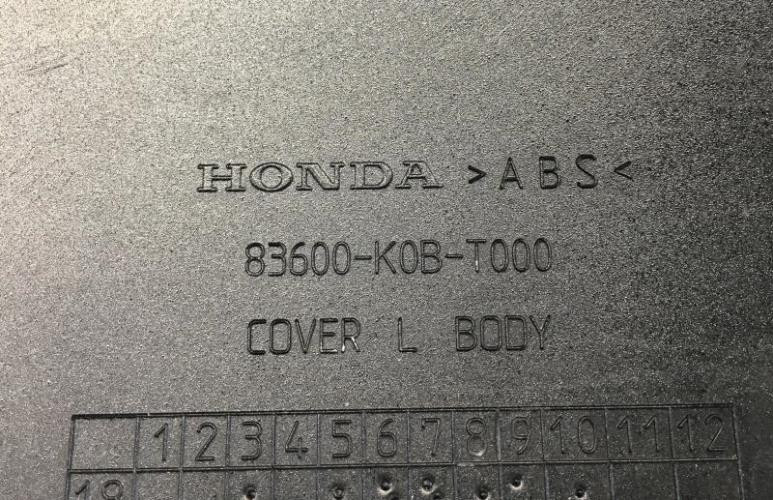 HONDA >ABS<
83600-K0B-T000
COVER L BODY
1 2 3 4 5 6 7 8 9 10 11 12
18